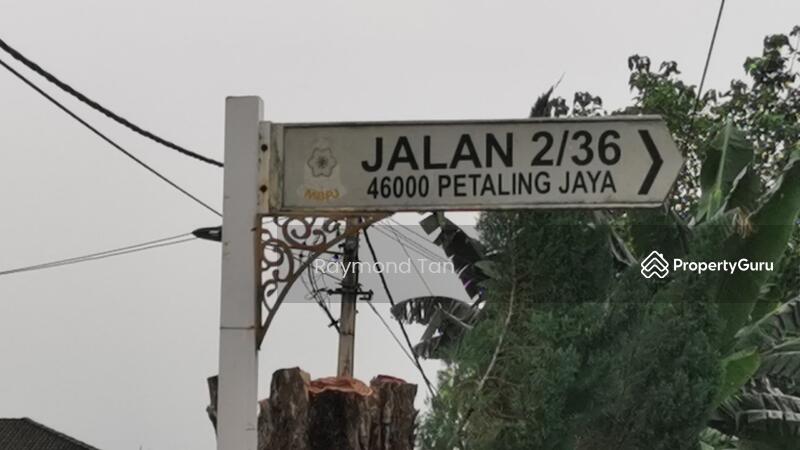 JALAN 2/36
MBPJ
46000 PETALING JAYA
Raymond Tan
PropertyGuru